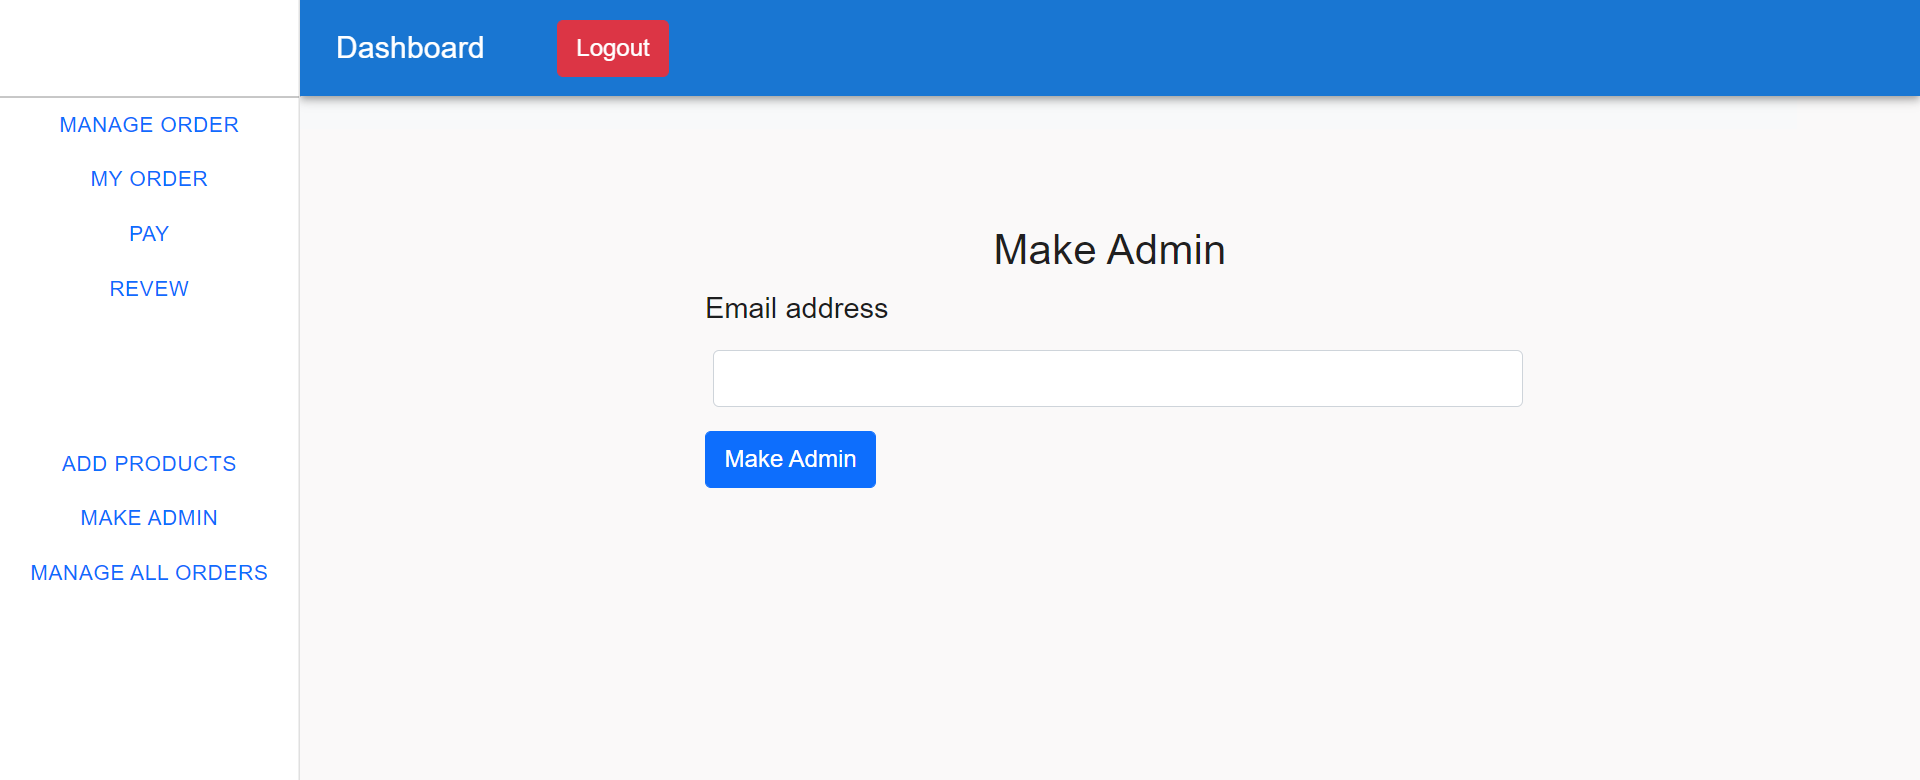 Dashboard
Logout
MANAGE ORDER
MY ORDER
PAY
REVEW
ADD PRODUCTS
MAKE ADMIN
MANAGE ALL ORDERS
Make Admin
Email address
Make Admin